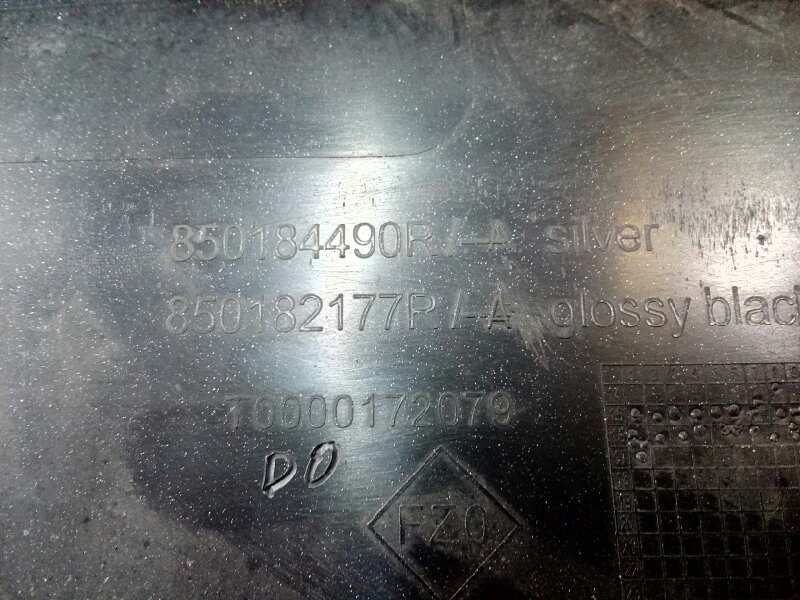 850184490R /-A silver
850182177R /-A glossy blac
T0000172079
DO
FZ0